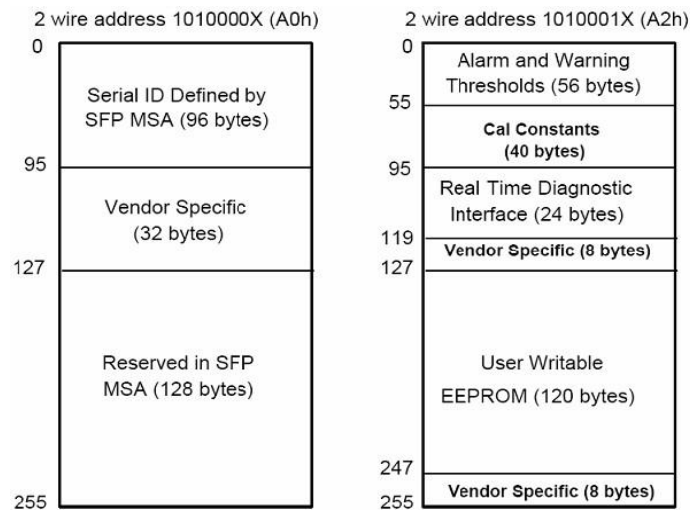 2 wire address 1010000X (A0h)
0
Serial ID Defined by
SFP MSA (96 bytes)
95
Vendor Specific
(32 bytes)
127
Reserved in SFP
MSA (128 bytes)
255
2 wire address 1010001X (A2h)
0
Alarm and Warning
Thresholds (56 bytes)
55
Cal Constants
(40 bytes)
95
Real Time Diagnostic
Interface (24 bytes)
119
Vendor Specific (8 bytes)
127
User Writable
EEPROM (120 bytes)
247
Vendor Specific (8 bytes)
255